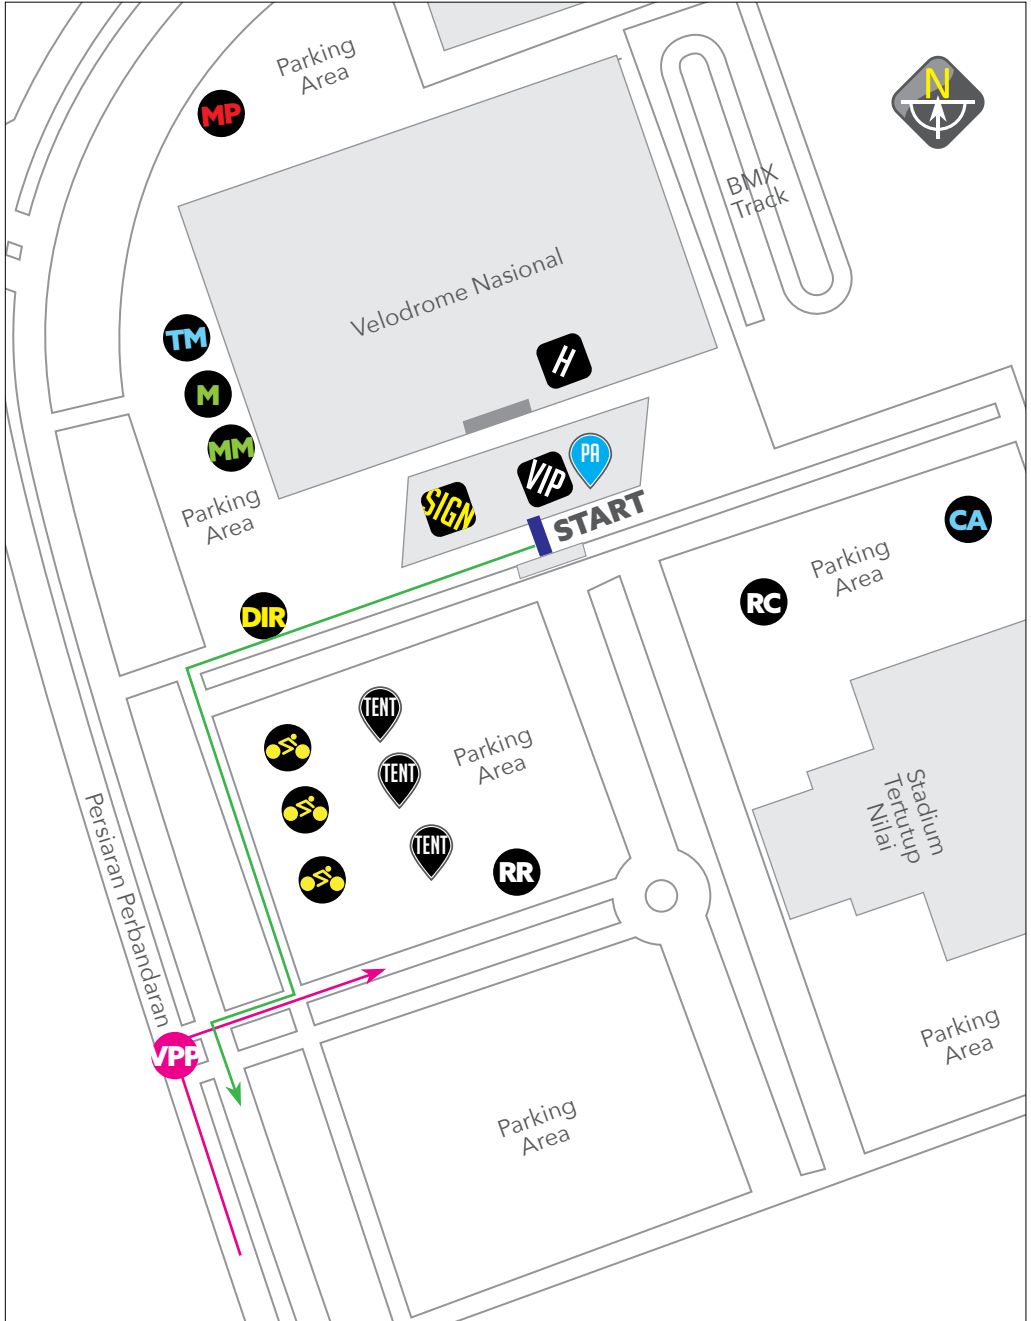 Parking
Area
MP
N
BMX
Track
Velodrome Nasional
TM
H
M
MM
PA
VIP
SIGN
START
Parking
Area
CA
Parking
Area
RC
DIR
TENT
Parking
Area
TENT
TENT
RR
Stadium
Tertutup
Nilai
Persiaran Perbandaran
VPP
Parking
Area
Parking
Area